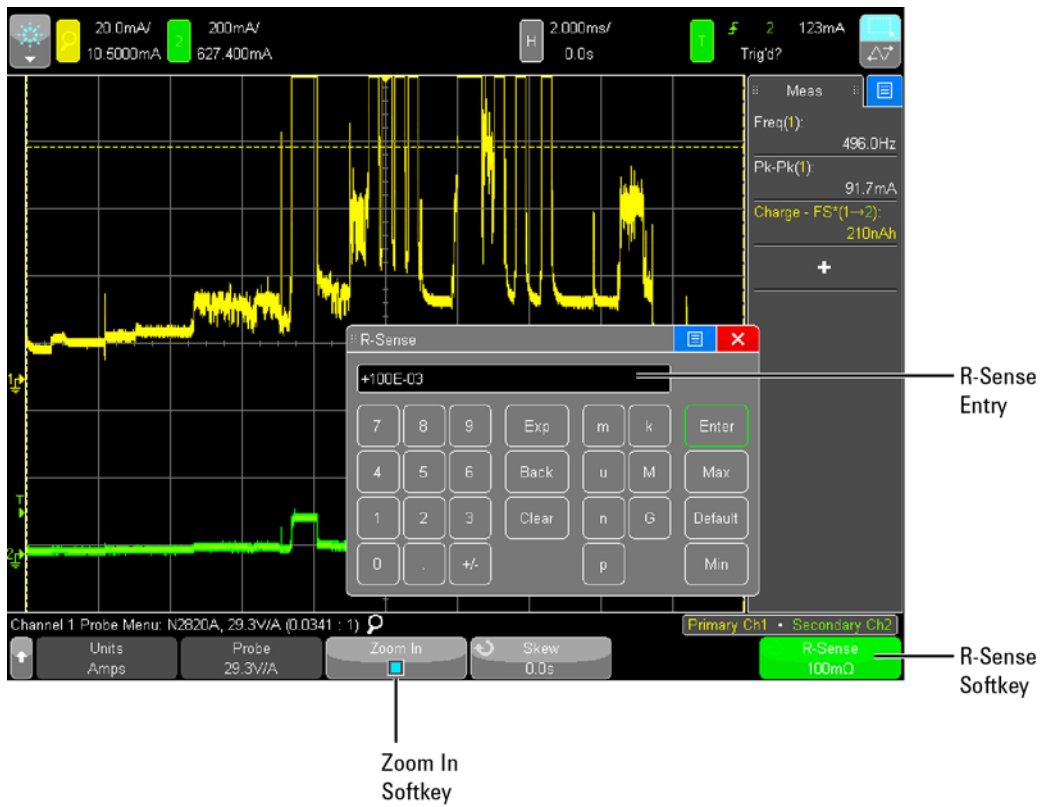 20.0mA/ 200mA/ 2.000ms/ 2 123mA
2 H T
10.5000mA 627.400mA 0.0s Trig'd?
Meas
Freq(1):
496.0Hz
Pk-Pk(1):
91.7mA
Charge - FS*(1→2):
210nAh
+
1
T
2
R-Sense
+100E-03
7 8 9 Exp m k Enter
4 5 6 Back u M Max
1 2 3 Clear n G Default
0 . +/- p Min
R-Sense
Entry
Channel 1 Probe Menu: N2820A, 29.3V/A (0.0341 : 1) Primary Ch1 • Secondary Ch2
Units Probe Zoom In Skew R-Sense
Amps 29.3V/A 0.0s 100mΩ
R-Sense
Softkey
Zoom In
Softkey